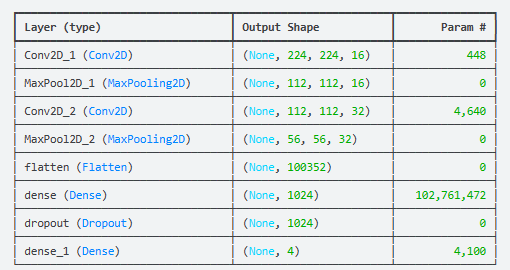 Layer (type) Output Shape Param #
Conv2D_1 (Conv2D) (None, 224, 224, 16) 448
MaxPool2D_1 (MaxPooling2D) (None, 112, 112, 16) 0
Conv2D_2 (Conv2D) (None, 112, 112, 32) 4,640
MaxPool2D_2 (MaxPooling2D) (None, 56, 56, 32) 0
flatten (Flatten) (None, 100352) 0
dense (Dense) (None, 1024) 102,761,472
dropout (Dropout) (None, 1024) 0
dense_1 (Dense) (None, 4) 4,100